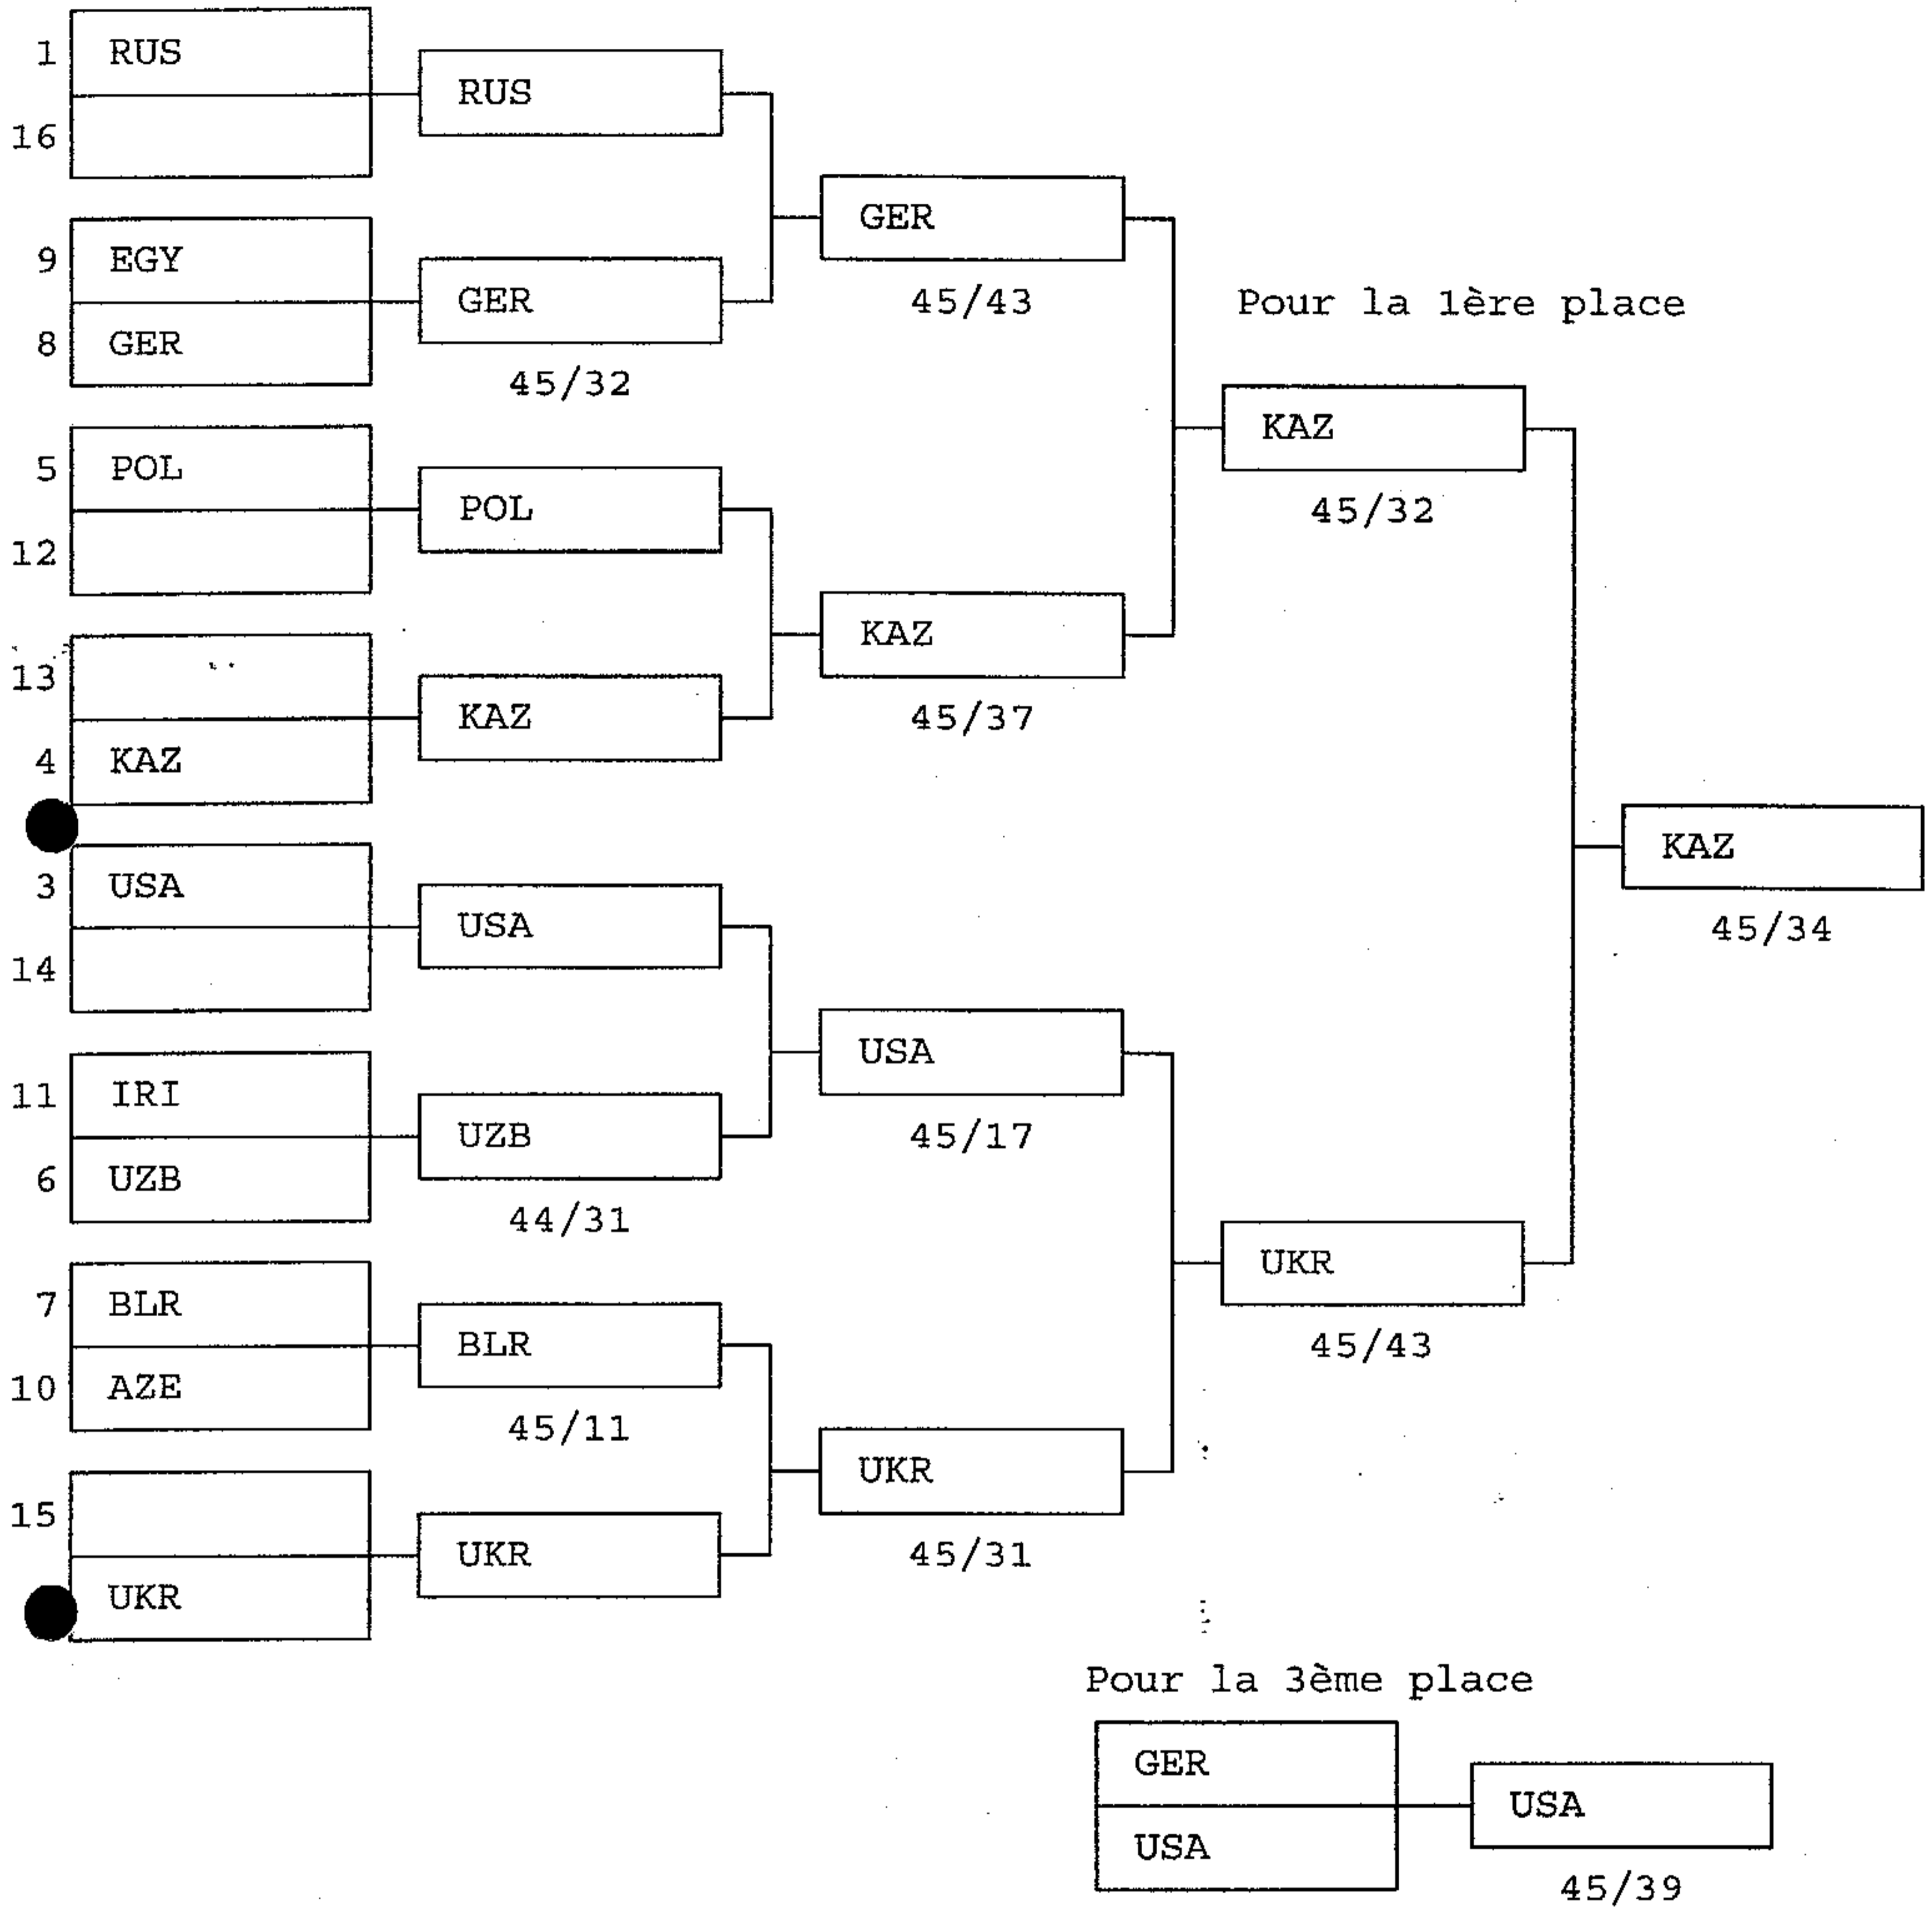 1 RUS
RUS
16
GER
9 EGY
GER
45/43
Pour la 1ère place
8 GER
45/32
KAZ
5 POL
POL
45/32
12
KAZ
13
KAZ
45/37
4 KAZ
KAZ
3 USA
USA
45/34
14
USA
11 IRI
UZB
45/17
6 UZB
44/31
UKR
7 BLR
BLR
45/43
10 AZE
45/11
UKR
15
UKR
45/31
UKR
Pour la 3ème place
GER
USA
USA
45/39